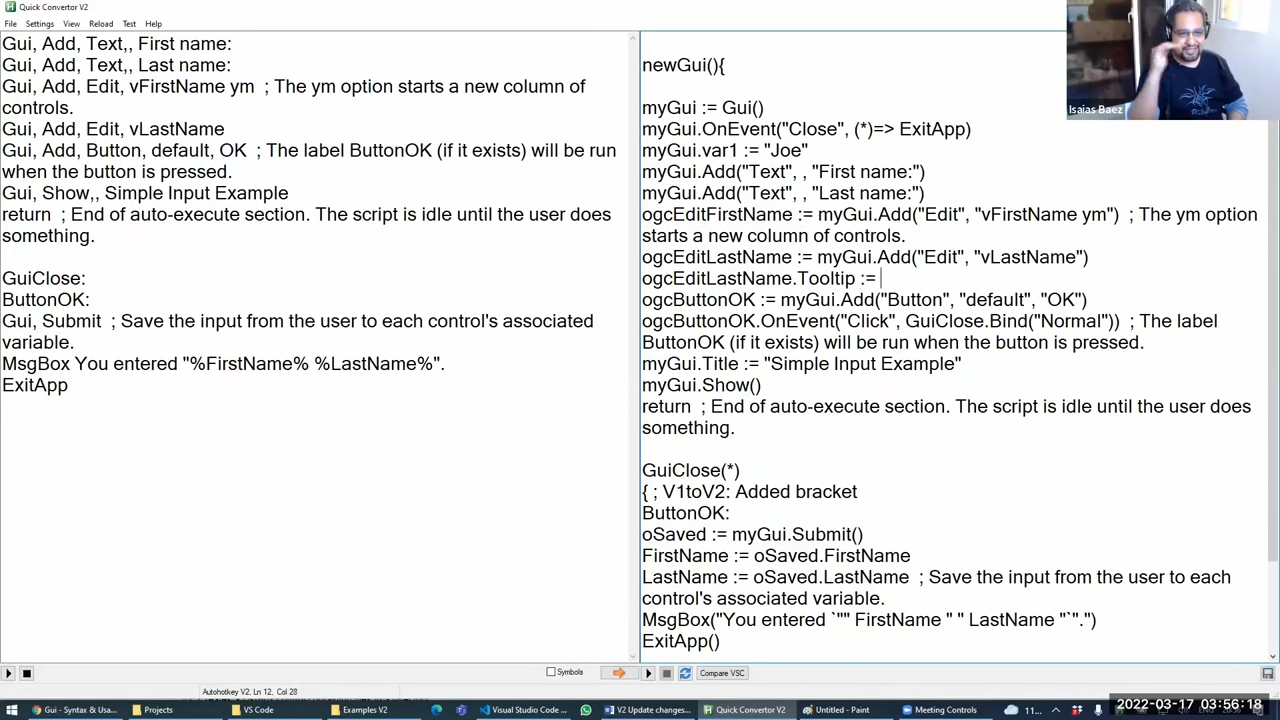 Quick Convertor V2
File Settings View Reload Test Help
Gui, Add, Text,, First name:
Gui, Add, Text,, Last name:
Gui, Add, Edit, vFirstName ym  ; The ym option starts a new column of
controls.
Gui, Add, Edit, vLastName
Gui, Add, Button, default, OK  ; The label ButtonOK (if it exists) will be run
when the button is pressed.
Gui, Show,, Simple Input Example
return  ; End of auto-execute section. The script is idle until the user does
something.
GuiClose:
ButtonOK:
Gui, Submit  ; Save the input from the user to each control's associated
variable.
MsgBox You entered "%FirstName% %LastName%".
ExitApp
newGui(){
myGui := Gui()
myGui.OnEvent("Close", (*)=> ExitApp)
myGui.var1 := "Joe"
myGui.Add("Text", , "First name:")
myGui.Add("Text", , "Last name:")
ogcEditFirstName := myGui.Add("Edit", "vFirstName ym")  ; The ym option
starts a new column of controls.
ogcEditLastName := myGui.Add("Edit", "vLastName")
ogcEditLastName.Tooltip :=
ogcButtonOK := myGui.Add("Button", "default", "OK")
ogcButtonOK.OnEvent("Click", GuiClose.Bind("Normal"))  ; The label
ButtonOK (if it exists) will be run when the button is pressed.
myGui.Title := "Simple Input Example"
myGui.Show()
return  ; End of auto-execute section. The script is idle until the user does
something.
GuiClose(*)
{ ; V1toV2: Added bracket
ButtonOK:
oSaved := myGui.Submit()
FirstName := oSaved.FirstName
LastName := oSaved.LastName  ; Save the input from the user to each
control's associated variable.
MsgBox("You entered `"" FirstName " " LastName "`".")
ExitApp()
Isaias Baez
Symbols
Compare VSC
Autohotkey V2, Ln 12, Col 28
Gui - Syntax & Usa...
Projects
VS Code
Examples V2
Visual Studio Code ...
V2 Update changes...
Quick Convertor V2
Untitled - Paint
Meeting Controls
11...
2022-03-17 03:56:18